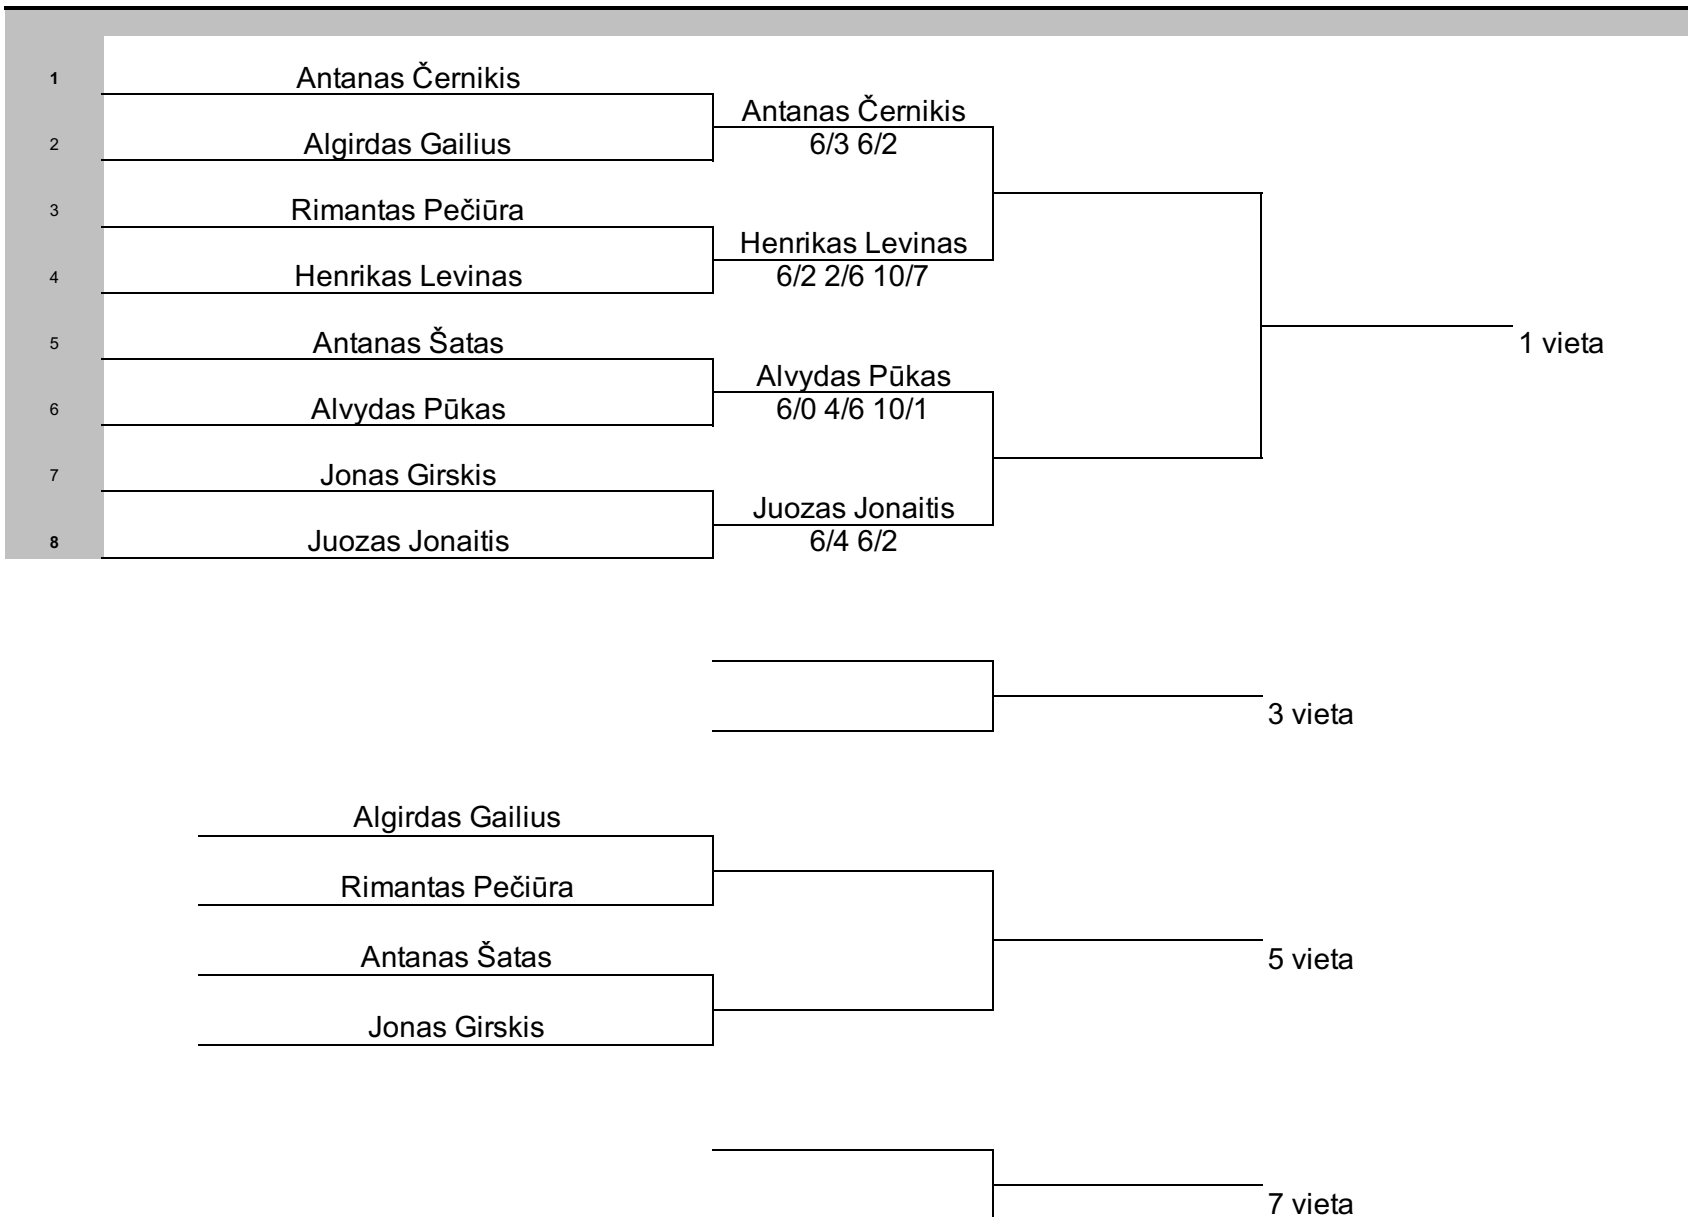 1 Antanas Černikis
Antanas Černikis
2 Algirdas Gailius 6/3 6/2
3 Rimantas Pečiūra
Henrikas Levinas
4 Henrikas Levinas 6/2 2/6 10/7
5 Antanas Šatas 1 vieta
Alvydas Pūkas
6 Alvydas Pūkas 6/0 4/6 10/1
7 Jonas Girskis
Juozas Jonaitis
8 Juozas Jonaitis 6/4 6/2
3 vieta
Algirdas Gailius
Rimantas Pečiūra
Antanas Šatas 5 vieta
Jonas Girskis
7 vieta